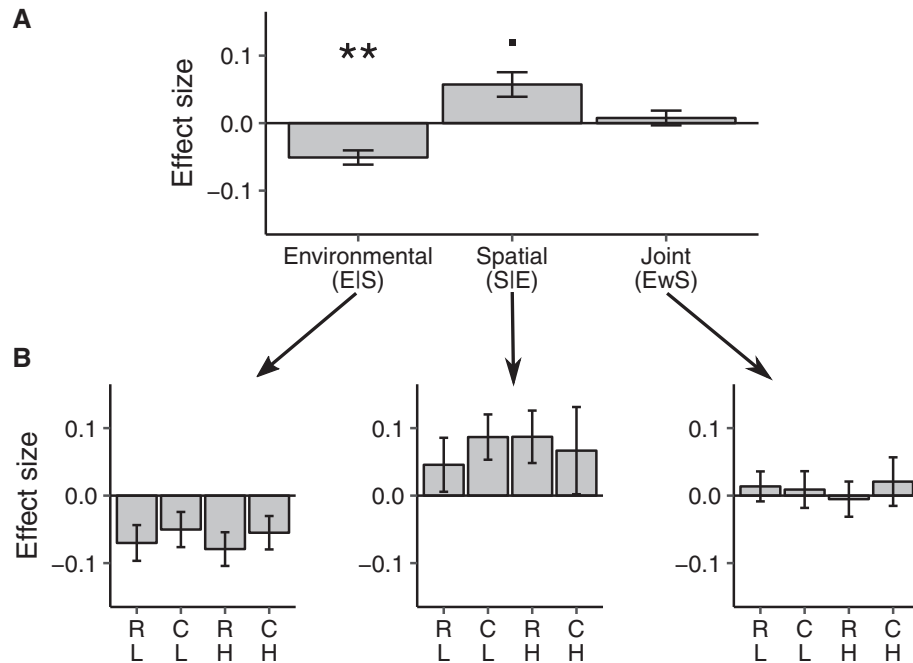 A
Effect size
0.1
0.0
−0.1
**
Environmental
(E|S)
Spatial
(S|E)
Joint
(EwS)
B
Effect size
0.1
0.0
−0.1
R C R C
L L H H
0.1
0.0
−0.1
R C R C
L L H H
0.1
0.0
−0.1
R C R C
L L H H